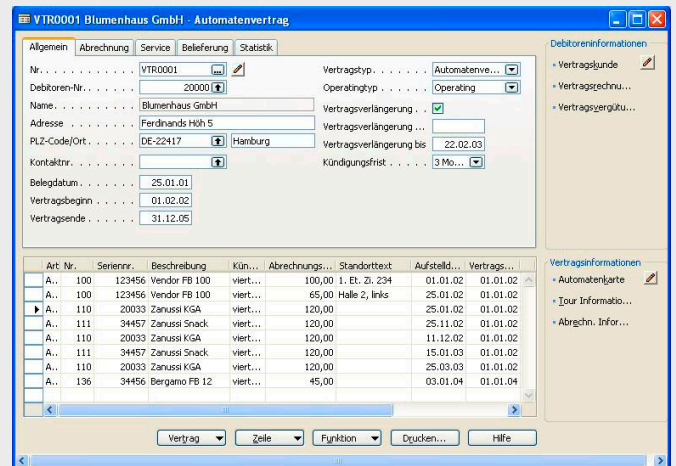 VTR0001 Blumenhaus GmbH - Automatenvertrag
Allgemein Abrechnung Service Belieferung Statistik
Nr. . . . . . . . . . . . . VTR0001 ...
Debitoren-Nr. . . . . . . 20000
Name. . . . . . . . . . . . Blumenhaus GmbH
Adresse . . . . . . . . . Ferdinands Höh 5
PLZ-Code/Ort . . . . . . DE-22417 Hamburg
Kontaktnr. . . . . . . . .
Belegdatum . . . . . . . 25.01.01
Vertragsbeginn . . . . . 01.02.02
Vertragsende . . . . . . 31.12.05
Vertragstyp. . . . . . . Automatenve...
Operatingtyp . . . . . . Operating
Vertragsverlängerung . .
Vertragsverlängerung ...
Vertragsverlängerung bis 22.02.03
Kündigungsfrist . . . . . 3 Mo...
Debitoreninformationen
Vertragskunde
Vertragsrechnu...
Vertragsvergütu...
Art Nr. Seriennr. Beschreibung Kün... Abrechnungs... Standorttext Aufstelld... Vertrags...
A.. 100 123456 Vendor FB 100 viert... 100,00 1. Et. Zi. 234 01.01.02 01.01.02
A.. 100 123456 Vendor FB 100 viert... 65,00 Halle 2, links 25.01.02 01.01.02
A.. 110 20033 Zanussi KGA viert... 120,00 25.01.02 01.01.02
A.. 111 34457 Zanussi Snack viert... 120,00 25.11.02 01.01.02
A.. 110 20033 Zanussi KGA viert... 120,00 11.12.02 01.01.02
A.. 111 34457 Zanussi Snack viert... 120,00 15.01.03 01.01.02
A.. 110 20033 Zanussi KGA viert... 120,00 25.03.03 01.01.02
A.. 136 34456 Bergamo FB 12 viert... 45,00 03.01.04 01.01.04
Vertragsinformationen
Automatenkarte
Tour Informatio...
Abrechn. Infor...
Vertrag Zeile Funktion Drucken... Hilfe